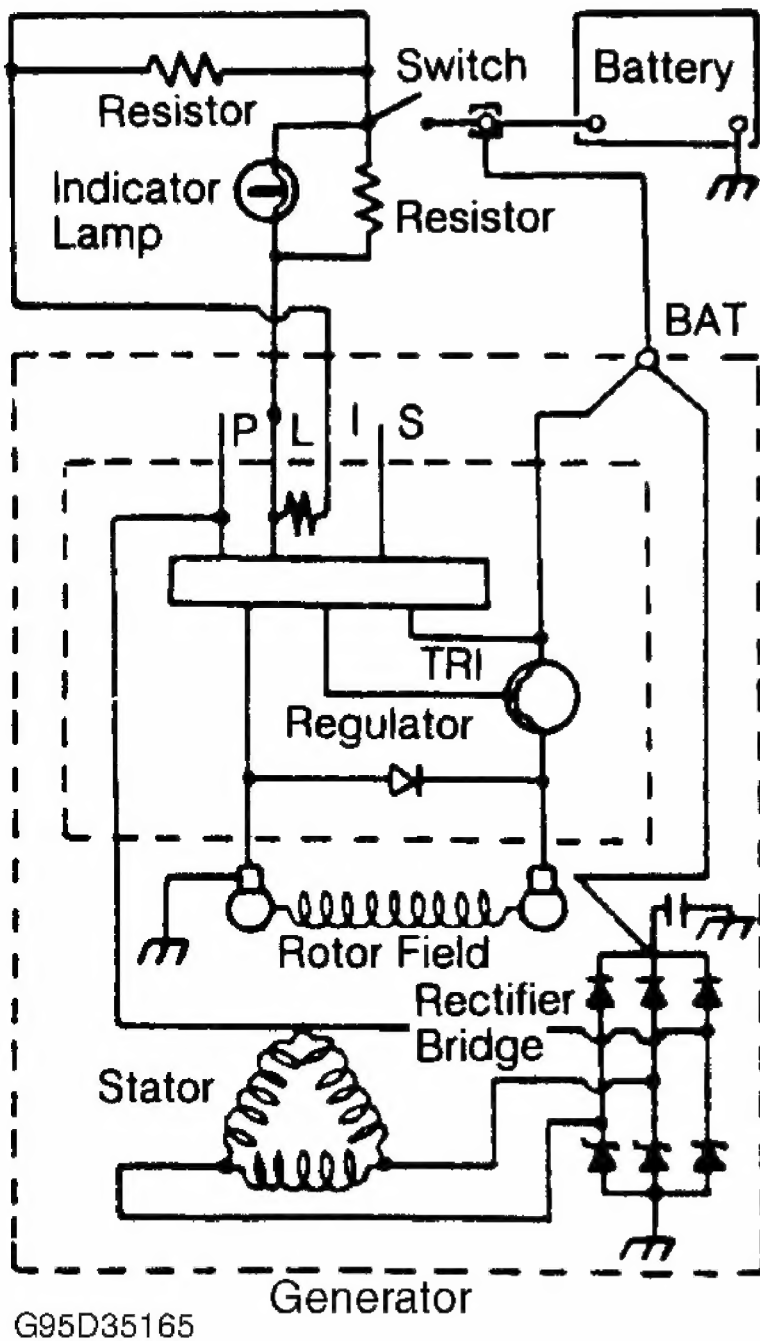 Switch
Battery
Resistor
Indicator
Lamp
Resistor
BAT
P L I S
TRI
Regulator
Rotor Field
Rectifier
Bridge
Stator
Generator
G95D35165